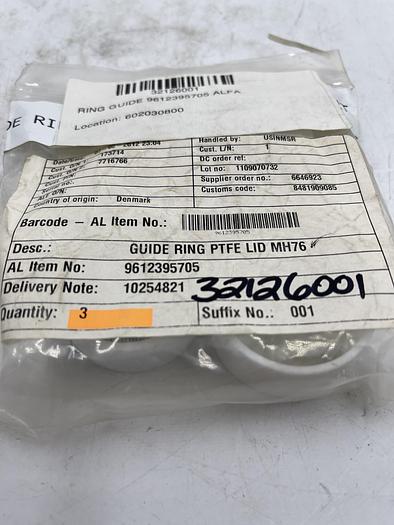 32126001
RING GUIDE 9612395705 ALFA
Location: 602030800
DE RI
2012 23:04
Handled by: USINMSR
173714
Cust. L/N: 1
7716766
DC order ref:
Lot no: 1109070732
Supplier order no.: 6646923
Customs code: 8481909085
Country of origin: Denmark
Barcode – AL Item No.:
9612395705
Desc.: GUIDE RING PTFE LID MH76
AL Item No: 9612395705
Delivery Note: 10254821
32126001
Quantity: 3
Suffix No.: 001